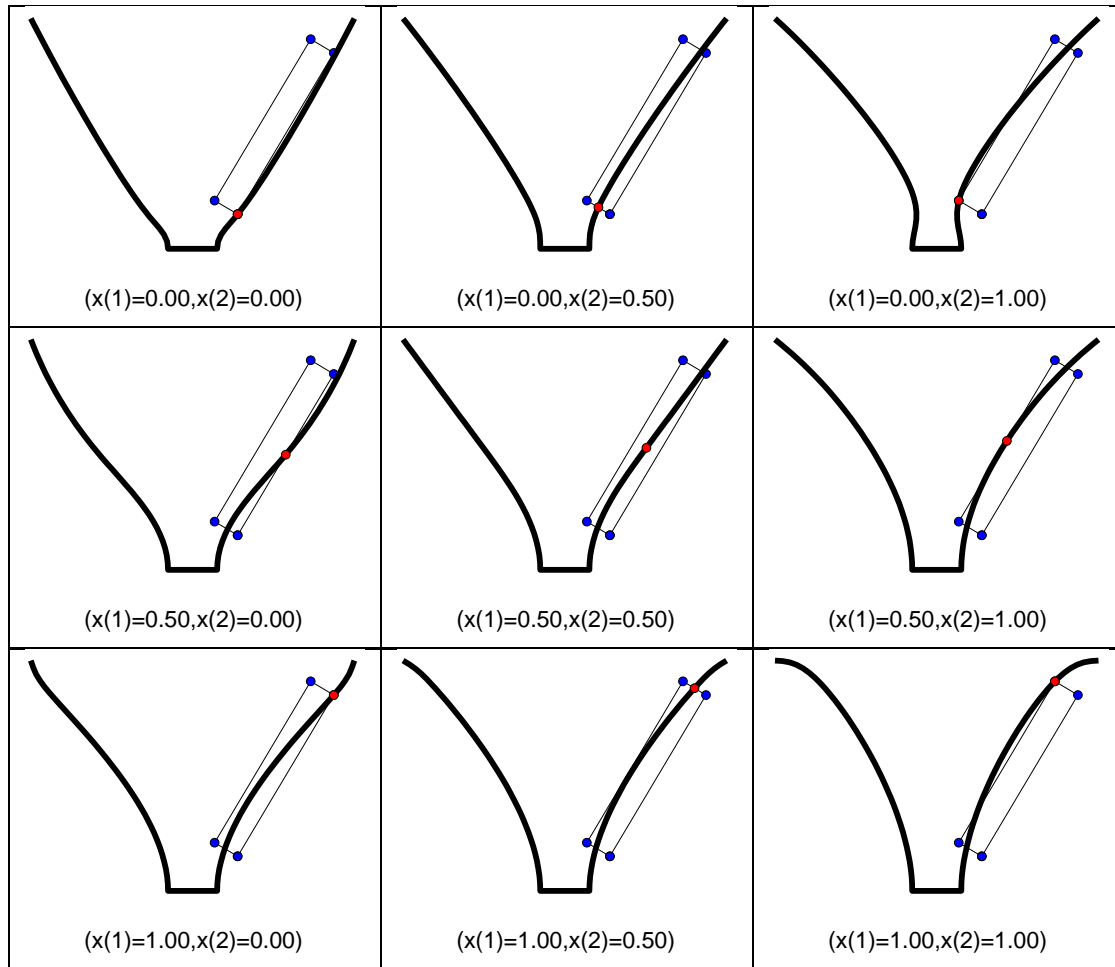 (x(1)=0.00,x(2)=0.00)
(x(1)=0.00,x(2)=0.50)
(x(1)=0.00,x(2)=1.00)
(x(1)=0.50,x(2)=0.00)
(x(1)=0.50,x(2)=0.50)
(x(1)=0.50,x(2)=1.00)
(x(1)=1.00,x(2)=0.00)
(x(1)=1.00,x(2)=0.50)
(x(1)=1.00,x(2)=1.00)